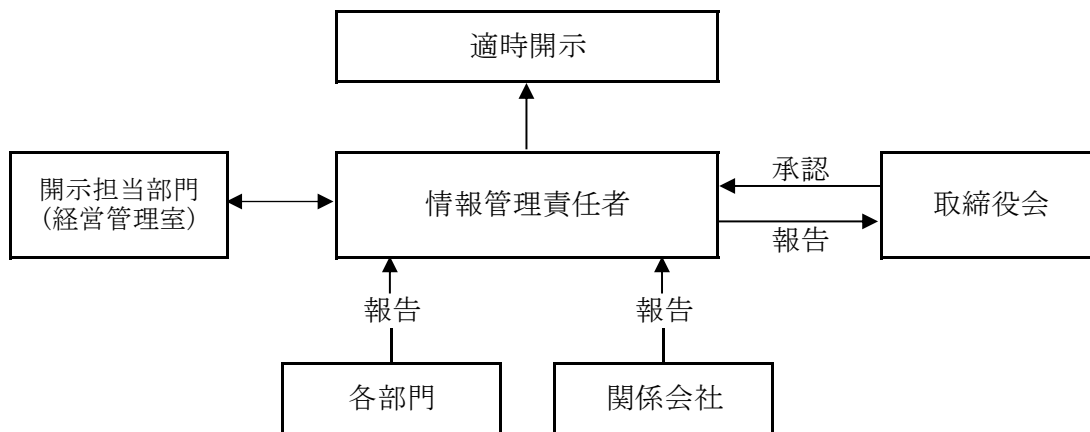 適時開示
開示担当部門
(経営管理室)
情報管理責任者
承認
報告
取締役会
報告
報告
各部門
関係会社